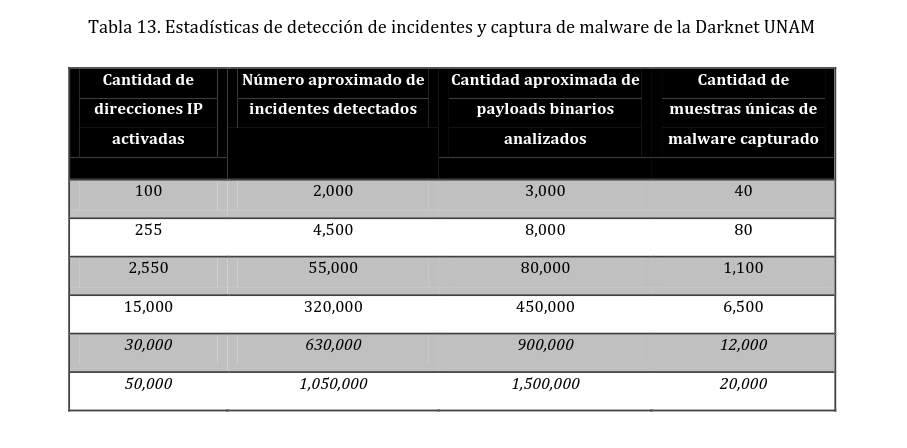 Tabla 13. Estadísticas de detección de incidentes y captura de malware de la Darknet UNAM
Cantidad de direcciones IP activadas | Número aproximado de incidentes detectados | Cantidad aproximada de payloads binarios analizados | Cantidad de muestras únicas de malware capturado
100 2,000 3,000 40
255 4,500 8,000 80
2,550 55,000 80,000 1,100
15,000 320,000 450,000 6,500
30,000 630,000 900,000 12,000
50,000 1,050,000 1,500,000 20,000